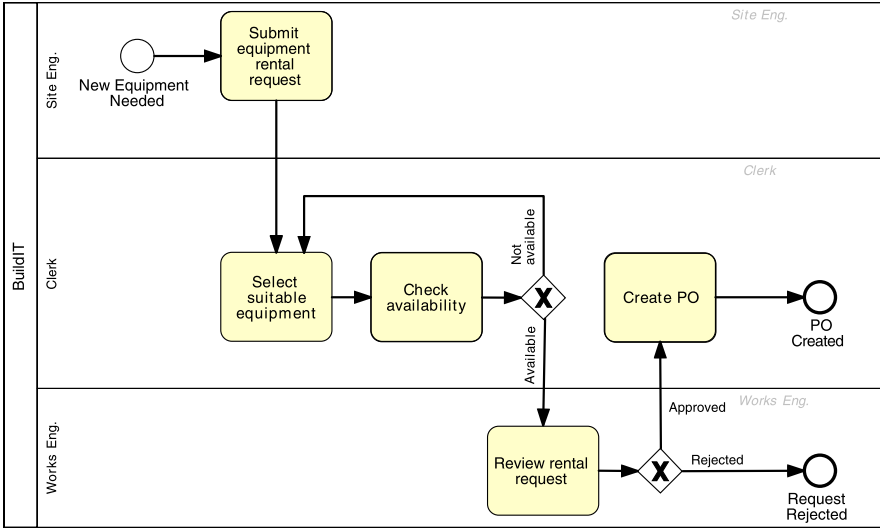 BuildIT
Site Eng.
Site Eng.
New Equipment
Needed
Submit
equipment
rental
request
Clerk
Clerk
Select
suitable
equipment
Check
availability
Not
available
Available
Create PO
PO
Created
Works Eng.
Works Eng.
Review rental
request
Approved
Rejected
Request
Rejected